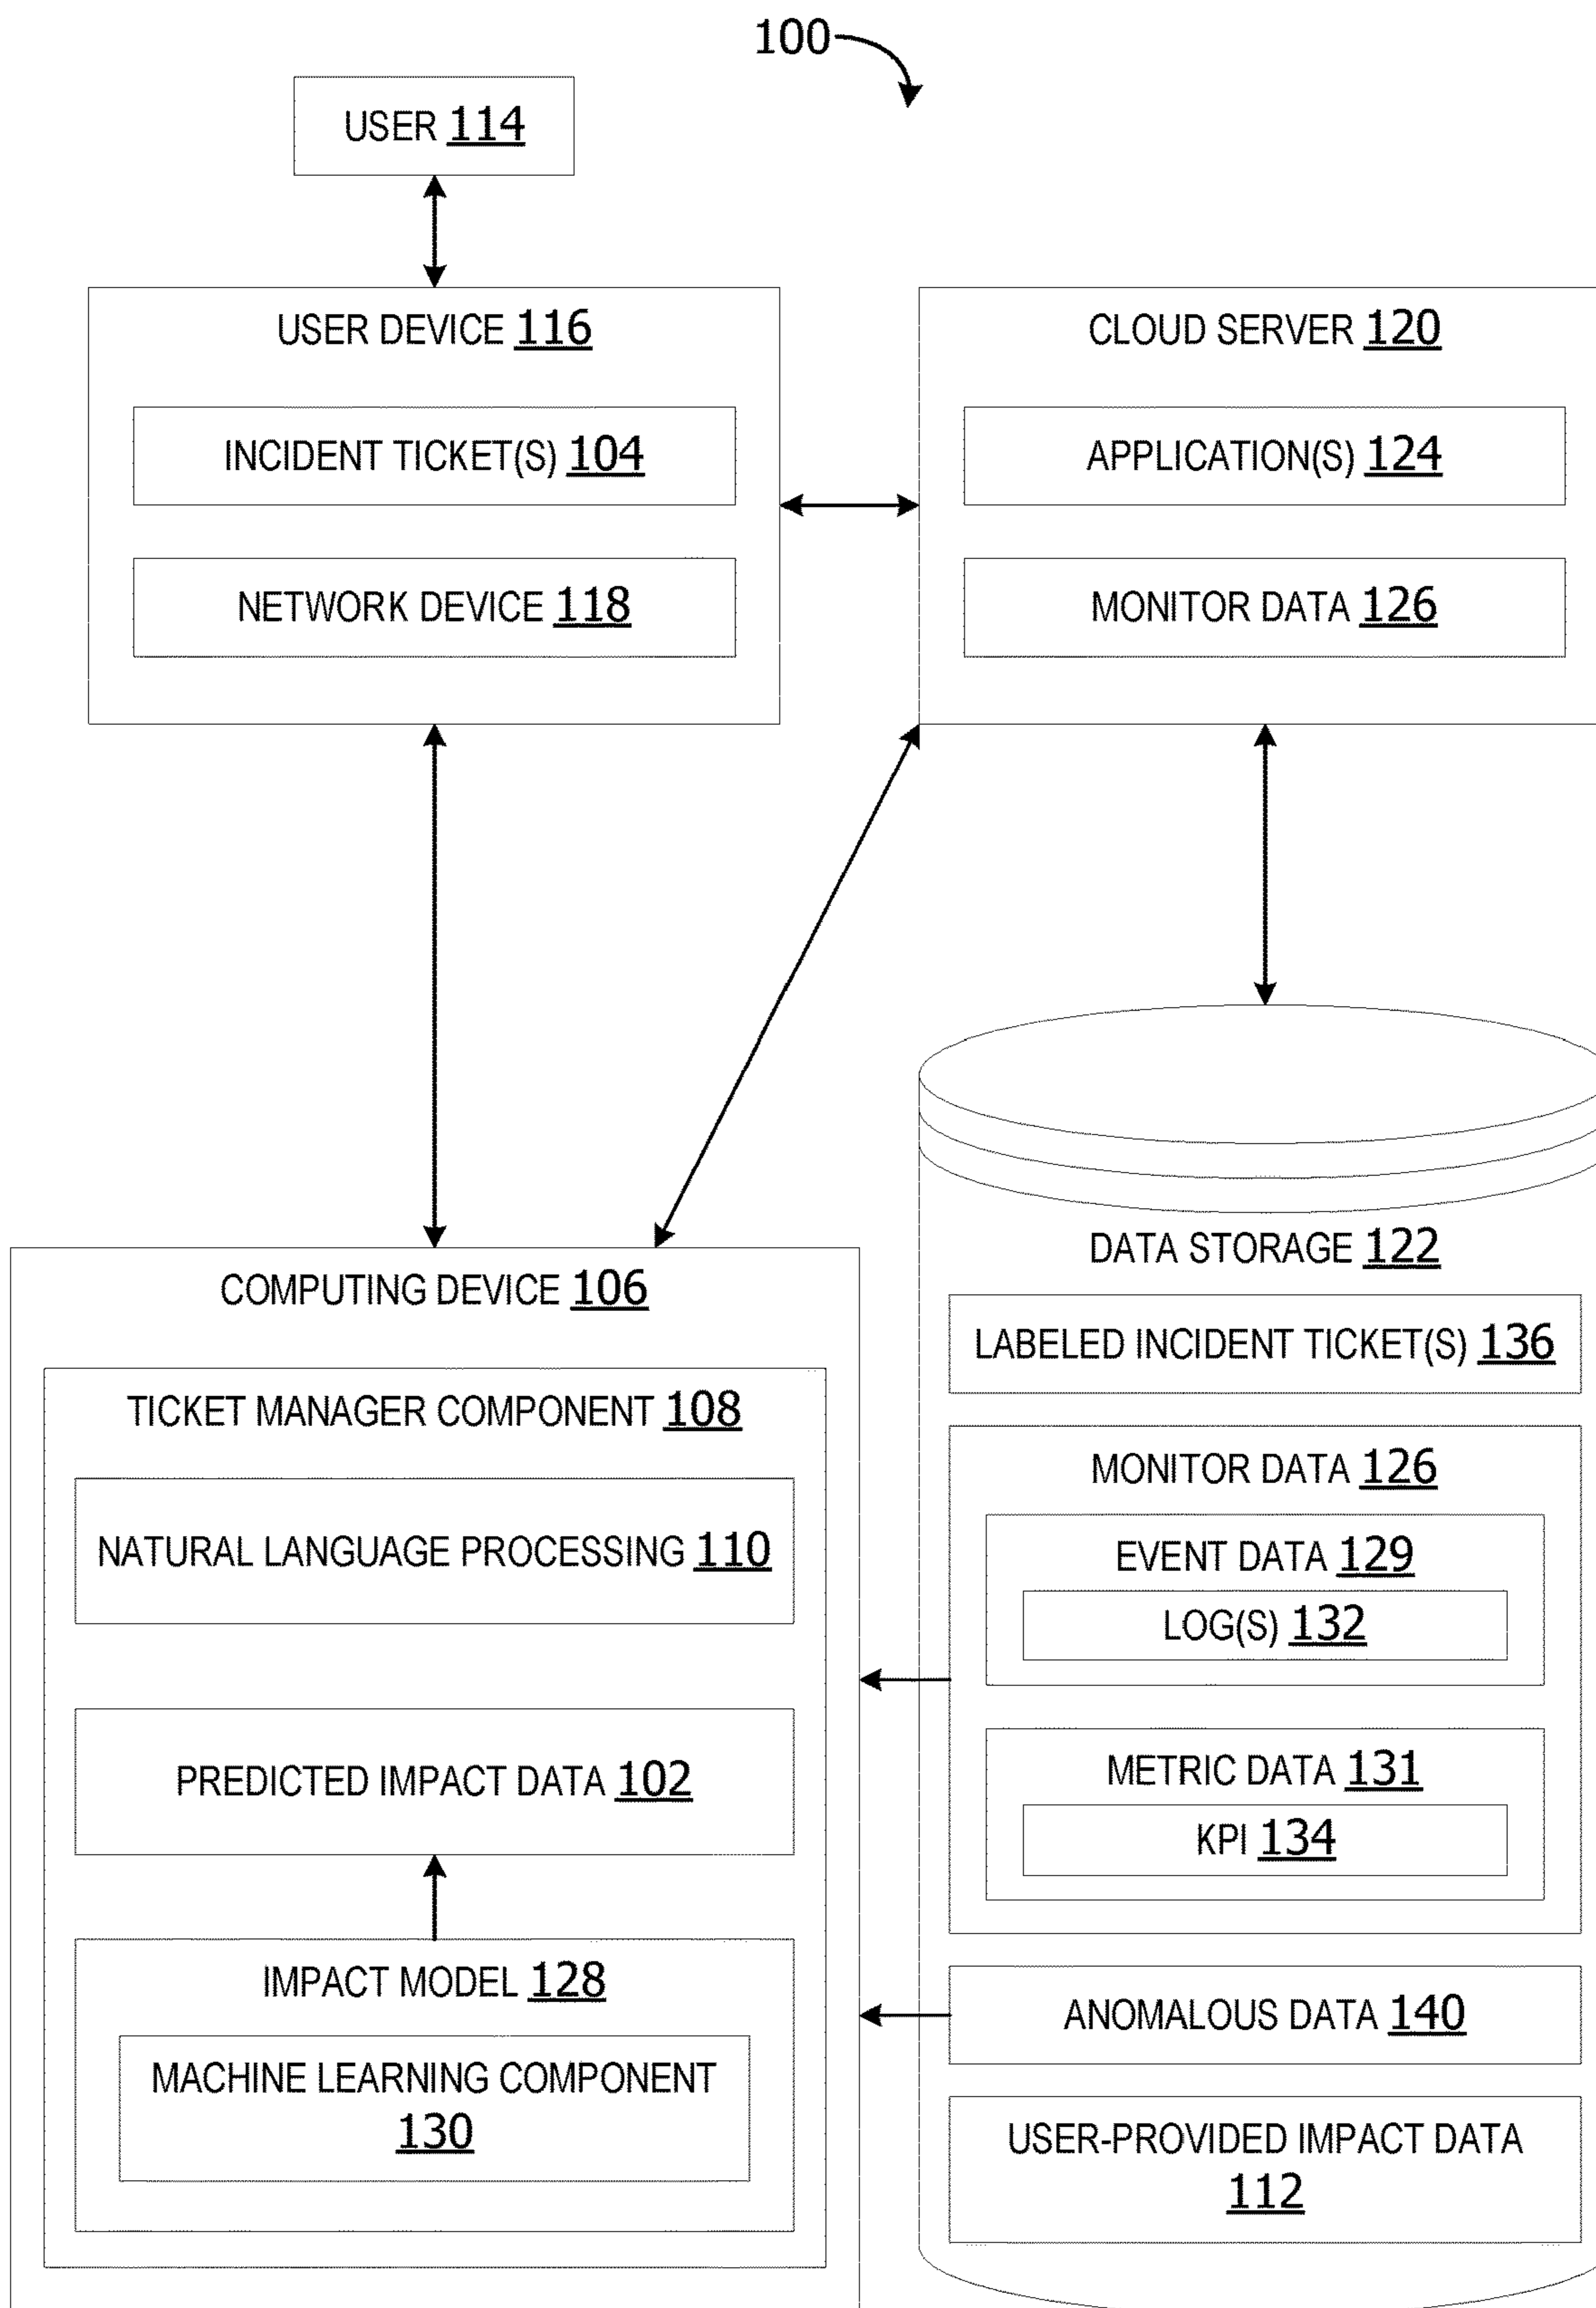 100
USER 114
USER DEVICE 116
INCIDENT TICKET(S) 104
NETWORK DEVICE 118
CLOUD SERVER 120
APPLICATION(S) 124
MONITOR DATA 126
COMPUTING DEVICE 106
TICKET MANAGER COMPONENT 108
NATURAL LANGUAGE PROCESSING 110
PREDICTED IMPACT DATA 102
IMPACT MODEL 128
MACHINE LEARNING COMPONENT
130
DATA STORAGE 122
LABELED INCIDENT TICKET(S) 136
MONITOR DATA 126
EVENT DATA 129
LOG(S) 132
METRIC DATA 131
KPI 134
ANOMALOUS DATA 140
USER-PROVIDED IMPACT DATA
112